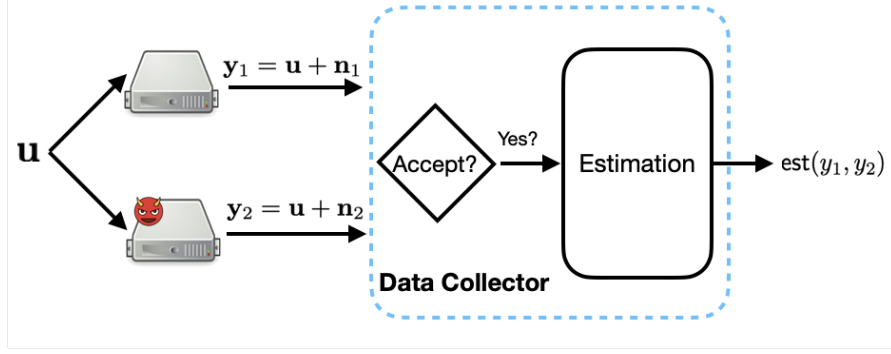 u
y₁ = u + n₁
y₂ = u + n₂
Accept?
Yes?
Estimation
est(y₁, y₂)
Data Collector